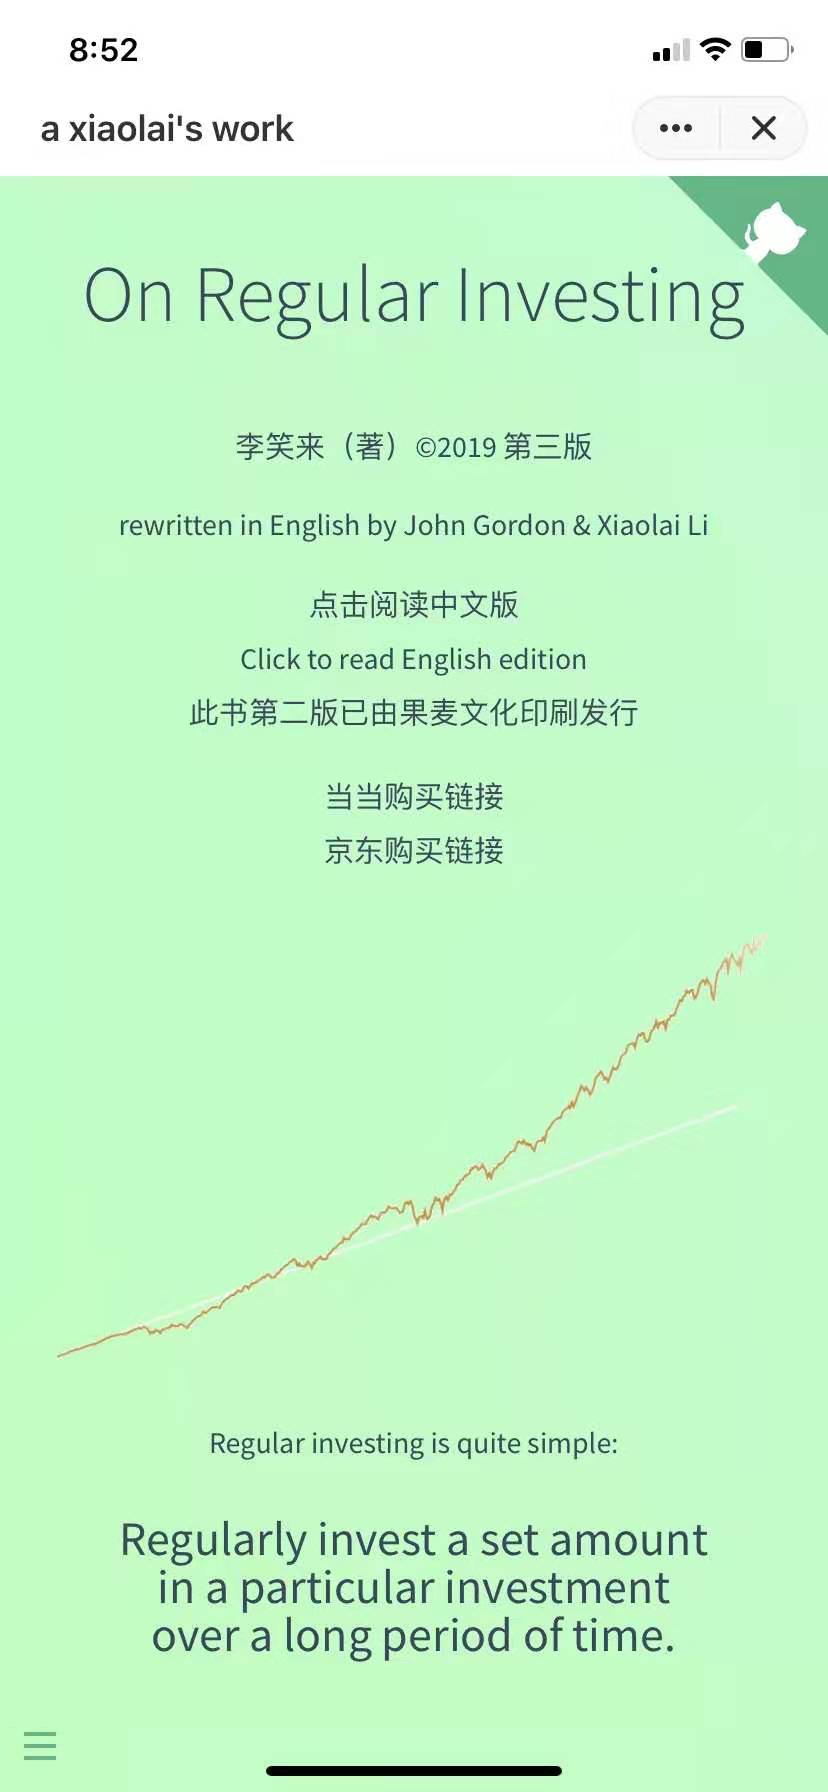 8:52
a xiaolai's work
On Regular Investing
李笑来（著）©2019 第三版
rewritten in English by John Gordon & Xiaolai Li
点击阅读中文版
Click to read English edition
此书第二版已由果麦文化印刷发行
当当购买链接
京东购买链接
Regular investing is quite simple:
Regularly invest a set amount
in a particular investment
over a long period of time.